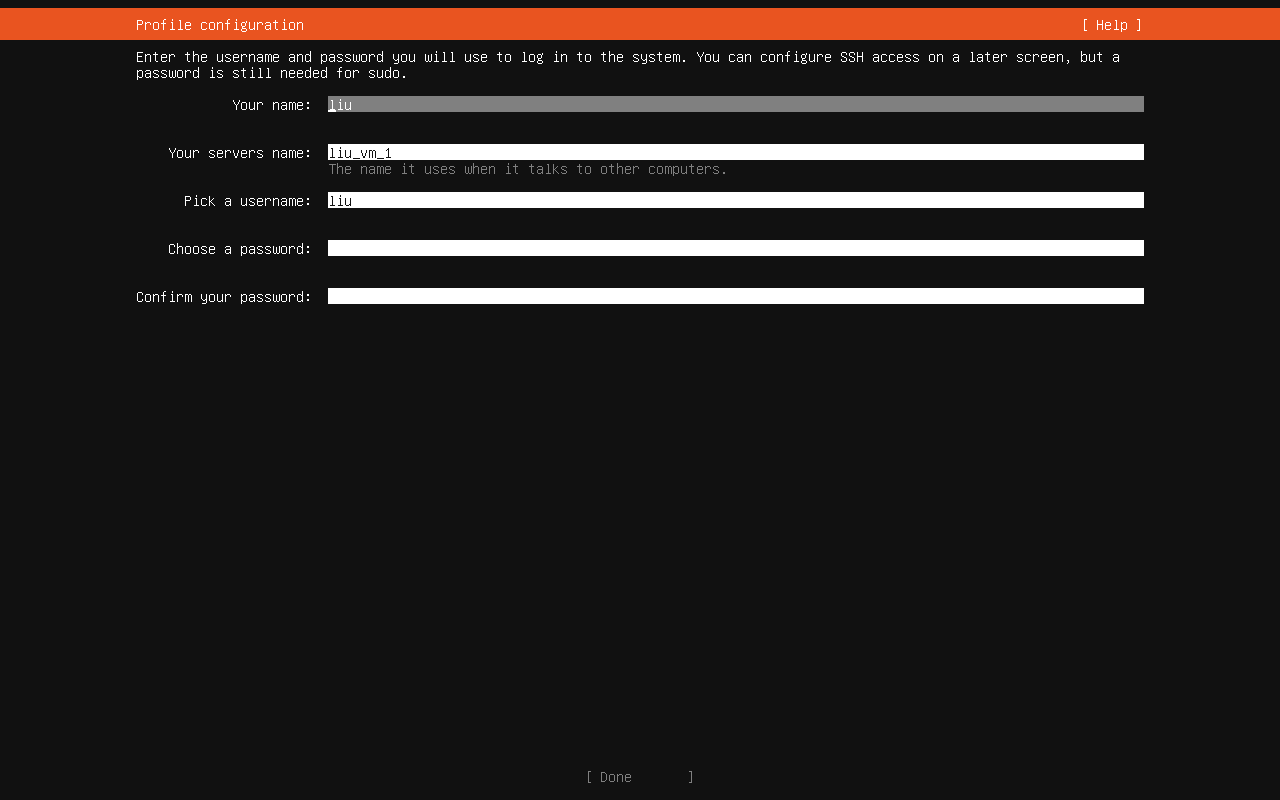 Profile configuration [ Help ]
Enter the username and password you will use to log in to the system. You can configure SSH access on a later screen, but a
password is still needed for sudo.
Your name: liu
Your servers name: liu_vm_1
The name it uses when it talks to other computers.
Pick a username: liu
Choose a password:
Confirm your password:
[ Done ]